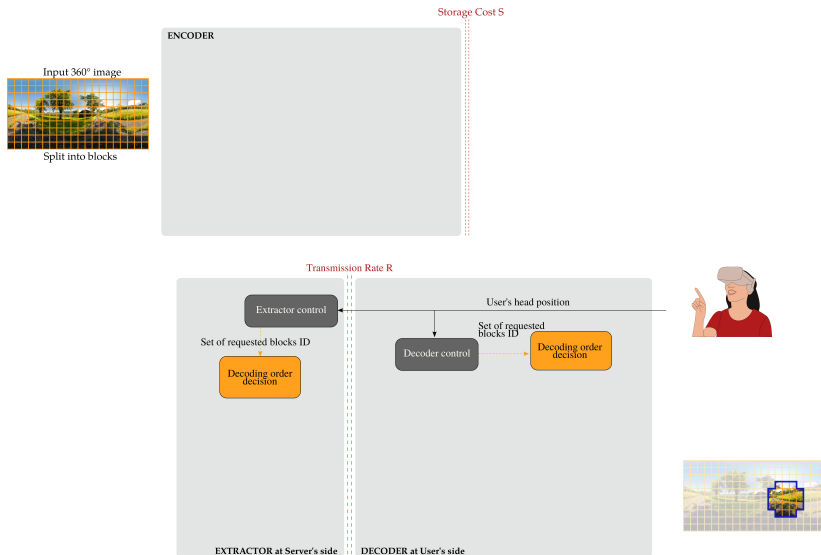 Storage Cost S
ENCODER
Input 360° image
Split into blocks
Transmission Rate R
Extractor control
User's head position
Set of requested blocks ID
Decoding order
decision
Decoder control
Set of requested
blocks ID
Decoding order
decision
EXTRACTOR at Server's side
DECODER at User's side